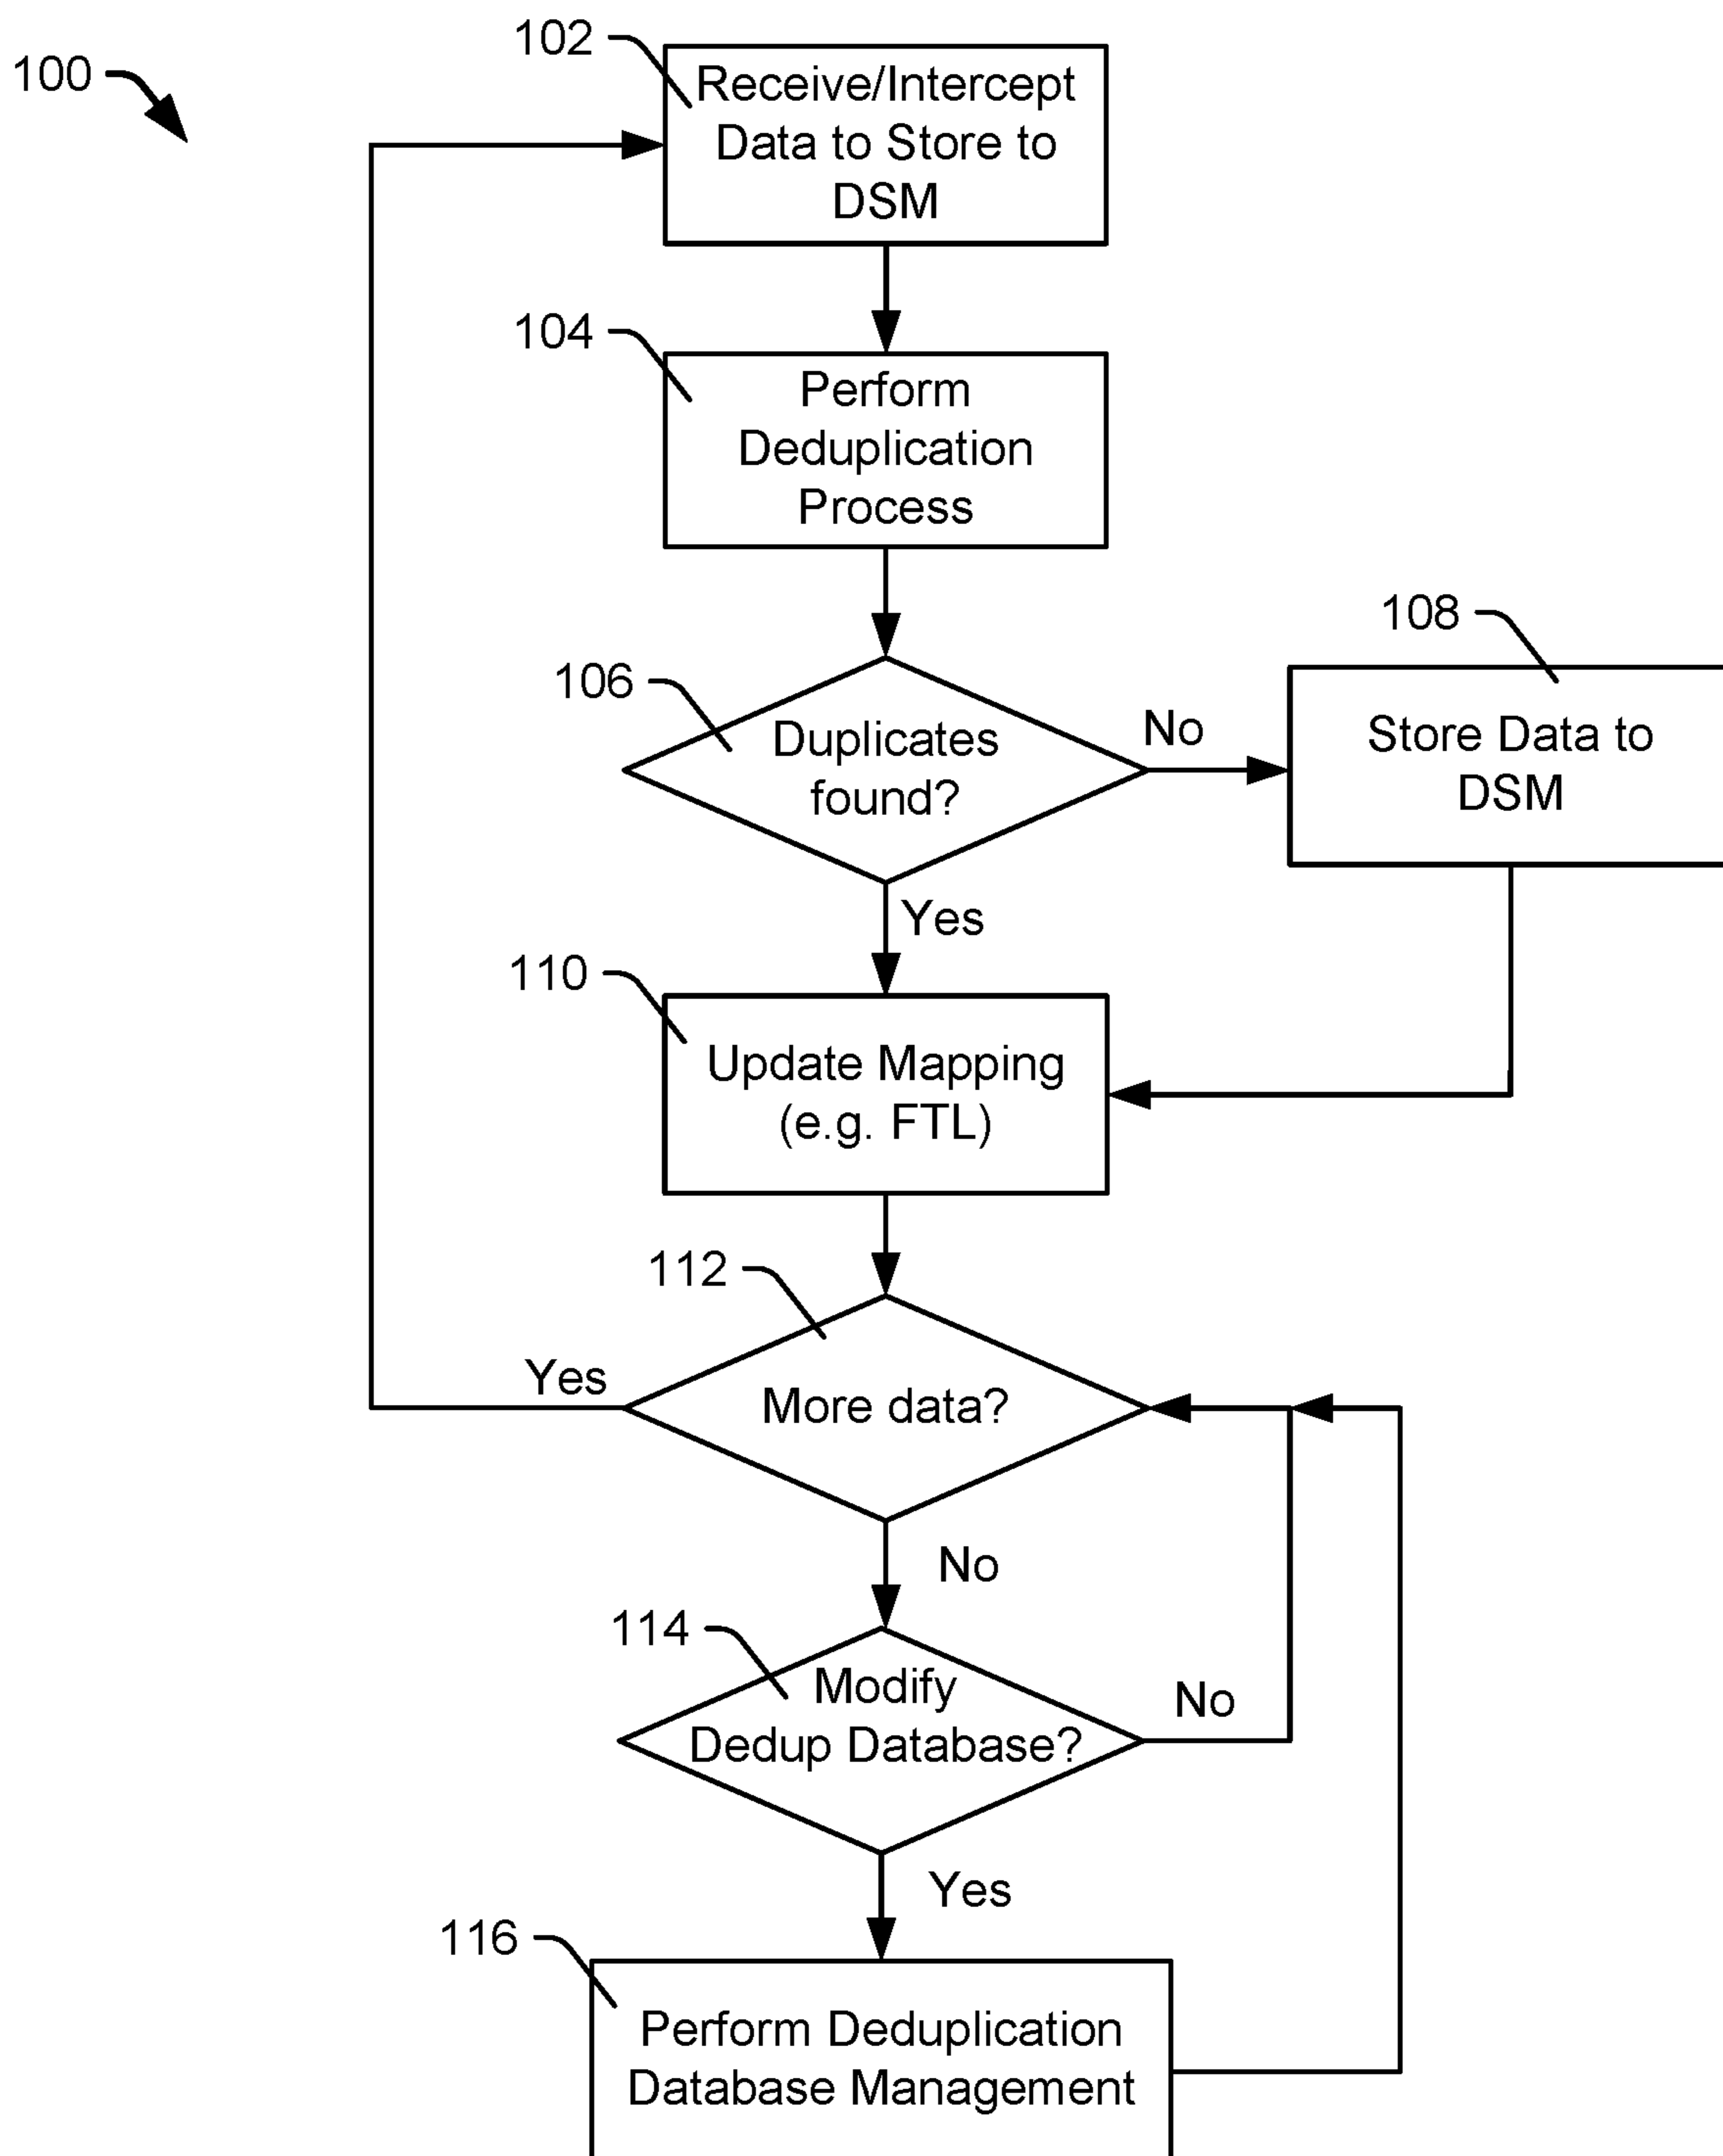 100
102
Receive/Intercept
Data to Store to
DSM
104
Perform
Deduplication
Process
106
Duplicates
found?
No
108
Store Data to
DSM
Yes
110
Update Mapping
(e.g. FTL)
112
Yes
More data?
No
114
Modify
Dedup Database?
No
Yes
116
Perform Deduplication
Database Management